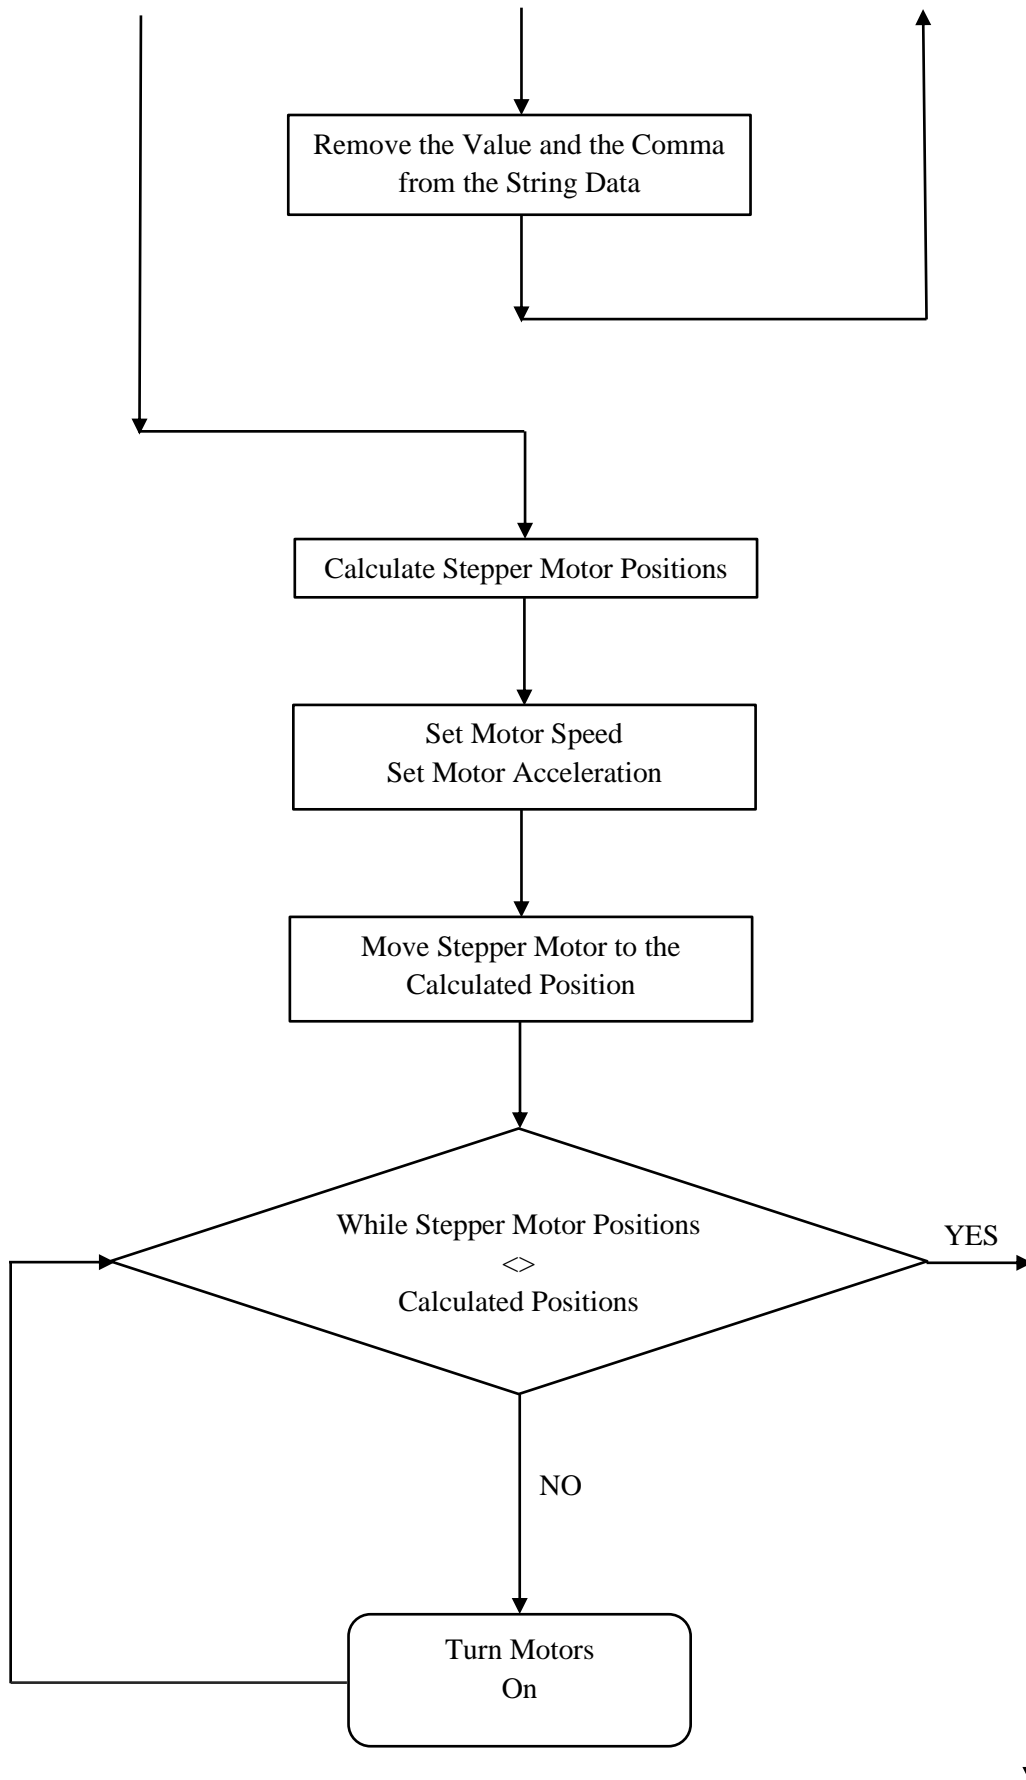 Remove the Value and the Comma
from the String Data
Calculate Stepper Motor Positions
Set Motor Speed
Set Motor Acceleration
Move Stepper Motor to the
Calculated Position
While Stepper Motor Positions
<>
Calculated Positions
YES
NO
Turn Motors
On